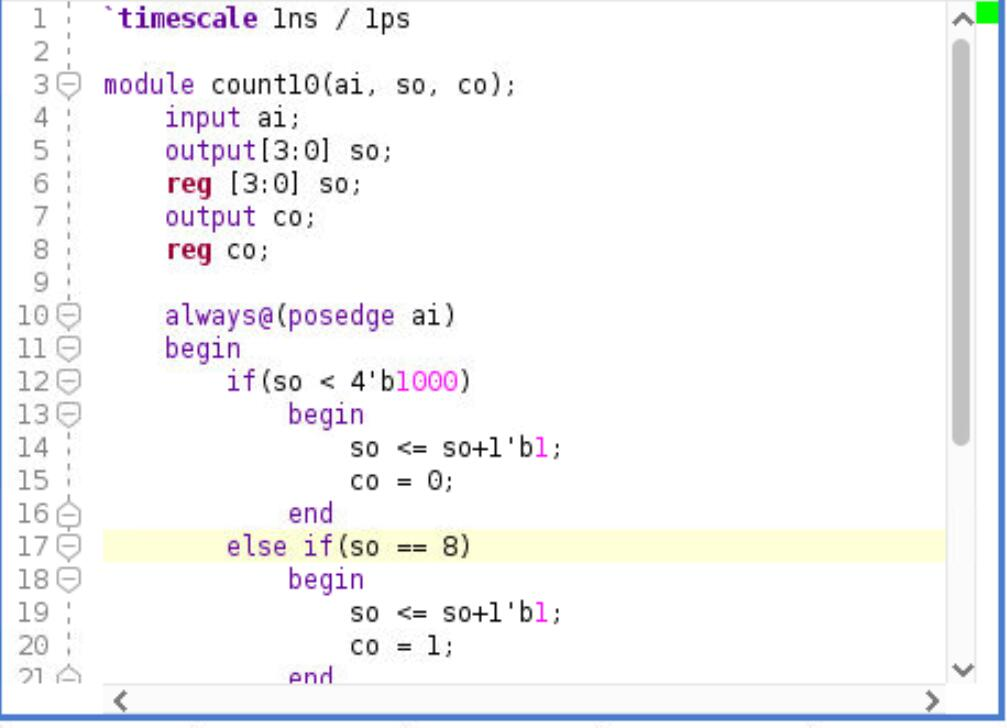 1 `timescale 1ns / 1ps
2
3 module count10(ai, so, co);
4 input ai;
5 output[3:0] so;
6 reg [3:0] so;
7 output co;
8 reg co;
9
10 always@(posedge ai)
11 begin
12 if(so < 4'b1000)
13 begin
14 so <= so+1'b1;
15 co = 0;
16 end
17 else if(so == 8)
18 begin
19 so <= so+1'b1;
20 co = 1;
21 end